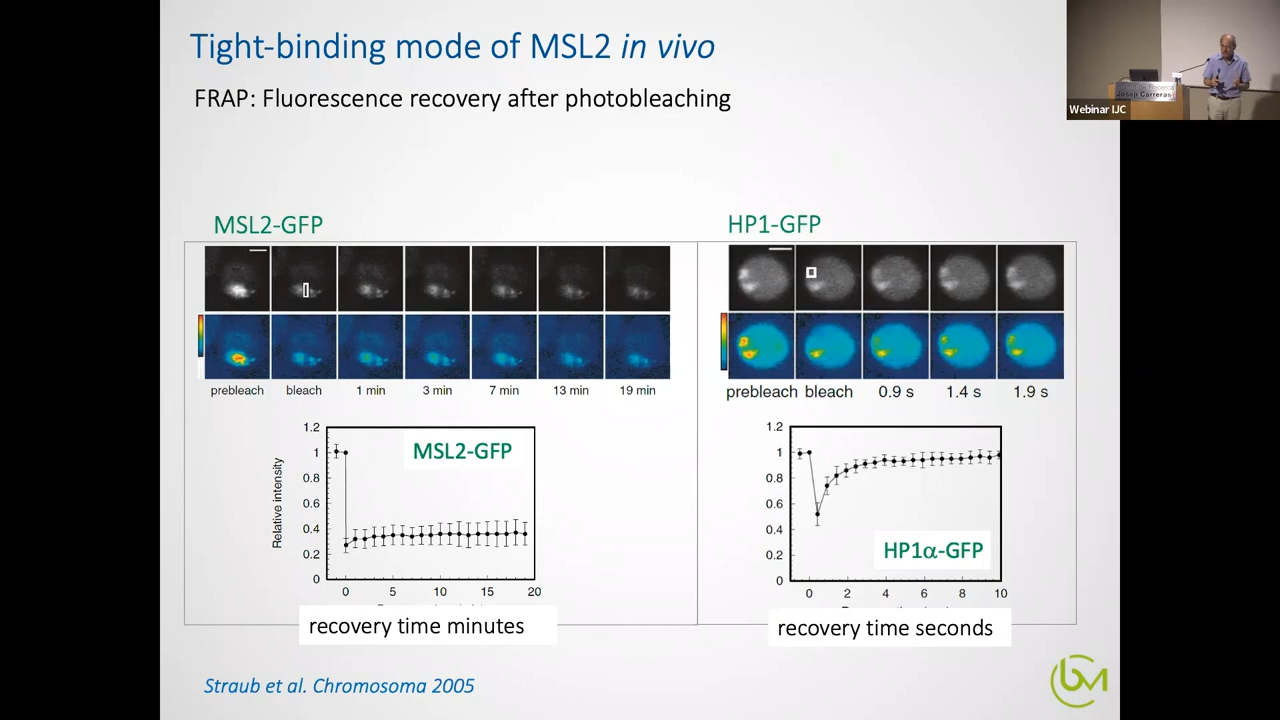 Tight-binding mode of MSL2 in vivo
FRAP: Fluorescence recovery after photobleaching
Josep Carreras
Webinar IJC
MSL2-GFP
prebleach bleach 1 min 3 min 7 min 13 min 19 min
1.2
1
0.8
0.6
0.4
0.2
0
Relative intensity
MSL2-GFP
0 5 10 15 20
recovery time minutes
HP1-GFP
prebleach bleach 0.9 s 1.4 s 1.9 s
1.2
1
0.8
0.6
0.4
0.2
0
HP1α-GFP
0 2 4 6 8 10
recovery time seconds
Straub et al. Chromosoma 2005
bm